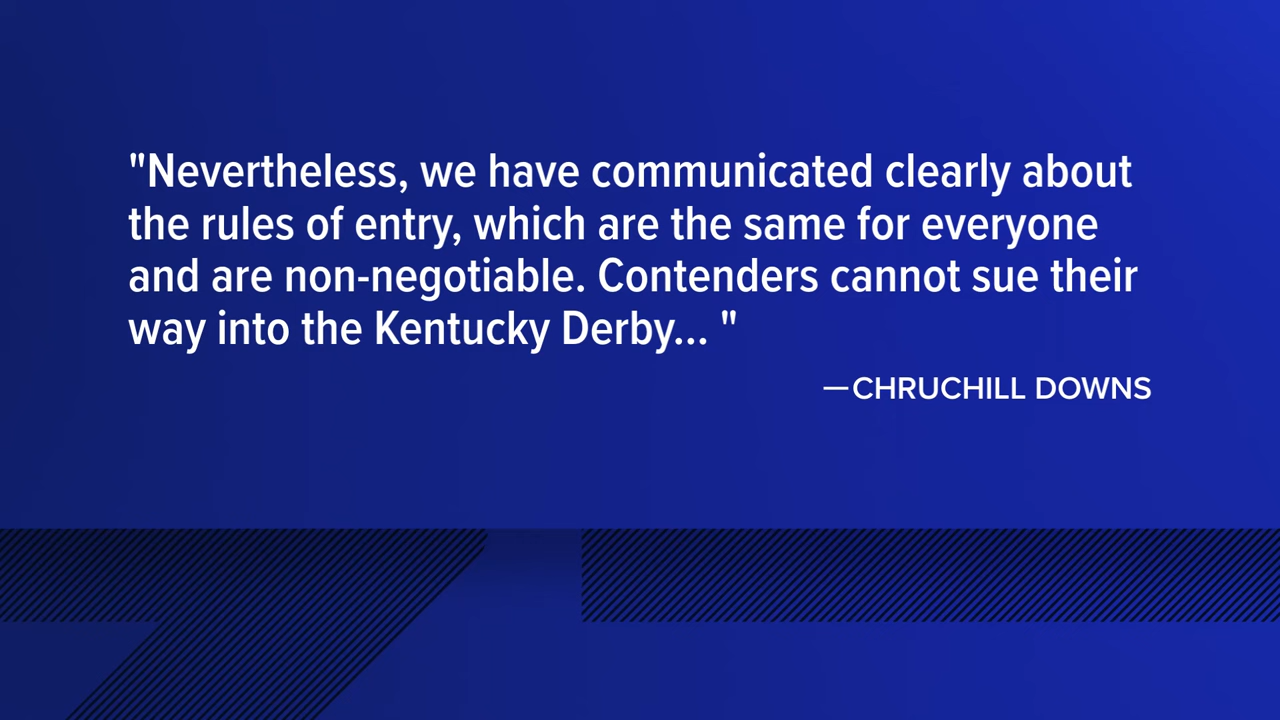 "Nevertheless, we have communicated clearly about
the rules of entry, which are the same for everyone
and are non-negotiable. Contenders cannot sue their
way into the Kentucky Derby... "
—CHRUCHILL DOWNS